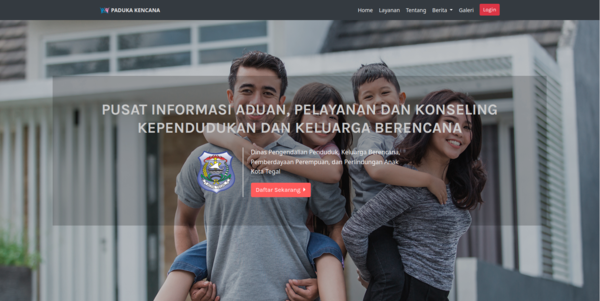 PADUKA KENCANA
Home Layanan Tentang Berita Galeri Login
PUSAT INFORMASI ADUAN, PELAYANAN DAN KONSELING
KEPENDUDUKAN DAN KELUARGA BERENCANA
Dinas Pengendalian Penduduk, Keluarga Berencana,
Pemberdayaan Perempuan, dan Perlindungan Anak
Kota Tegal
Daftar Sekarang